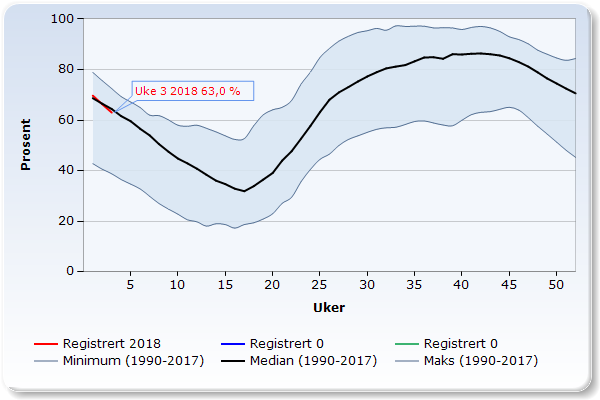 100
80
Uke 3 2018 63,0 %
60
40
20
0
Prosent
5 10 15 20 25 30 35 40 45 50
Uker
Registrert 2018 Registrert 0 Registrert 0
Minimum (1990-2017) Median (1990-2017) Maks (1990-2017)